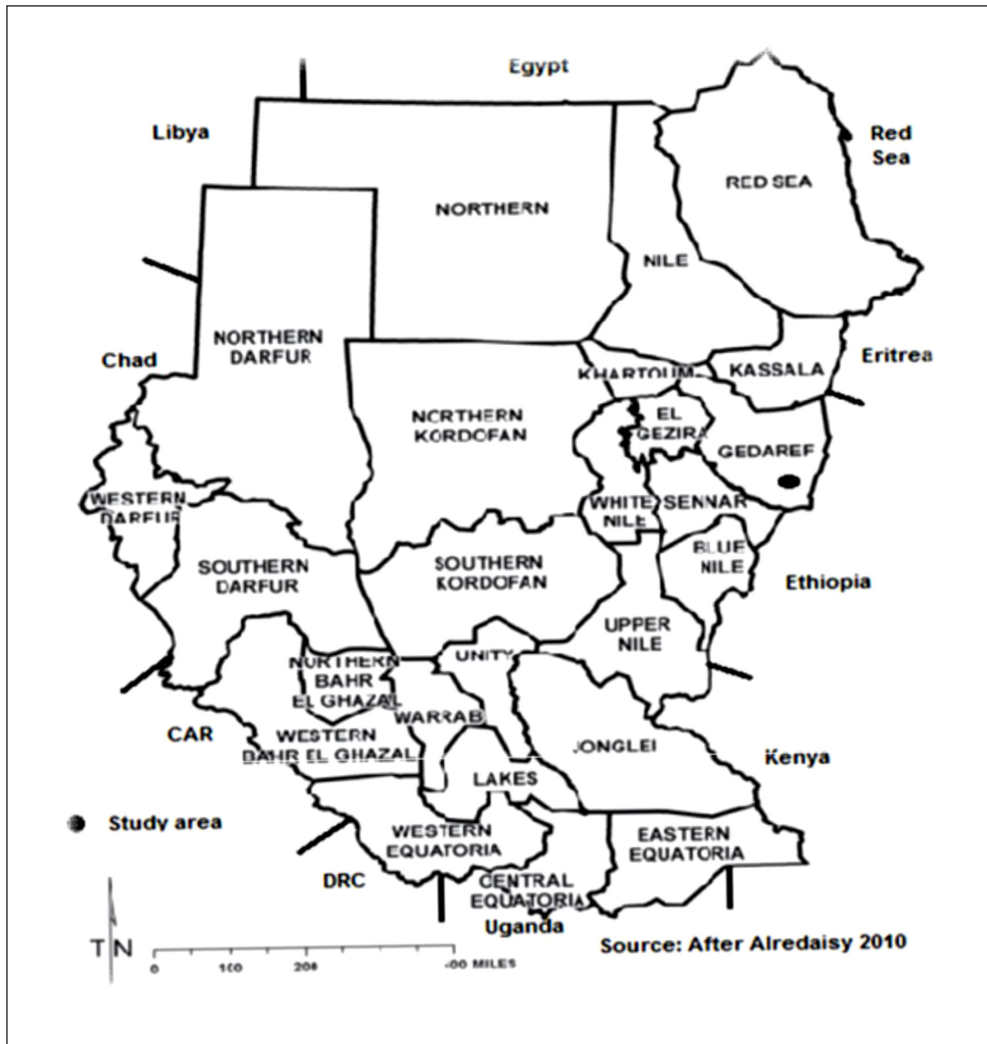 Egypt
Libya
Red
Sea
RED SEA
NORTHERN
NILE
NORTHERN
DARFUR
Chad
Eritrea
KHARTOUM
KASSALA
NORTHERN
KORDOFAN
EL
GEZIRA
GEDAREF
WESTERN
DARFUR
WHITE
NILE
SENNAR
BLUE
NILE
SOUTHERN
DARFUR
SOUTHERN
KORDOFAN
Ethiopia
UPPER
NILE
UNITY
NORTHERN
BAHR
EL GHAZAL
WARRAB
CAR
WESTERN
BAHR EL GHAZAL
JONGLEI
Kenya
LAKES
Study area
WESTERN
EQUATORIA
EASTERN
EQUATORIA
DRC
CENTRAL
EQUATORIA
Uganda
Source: After Alredaisy 2010
N
0 100 200 MILES